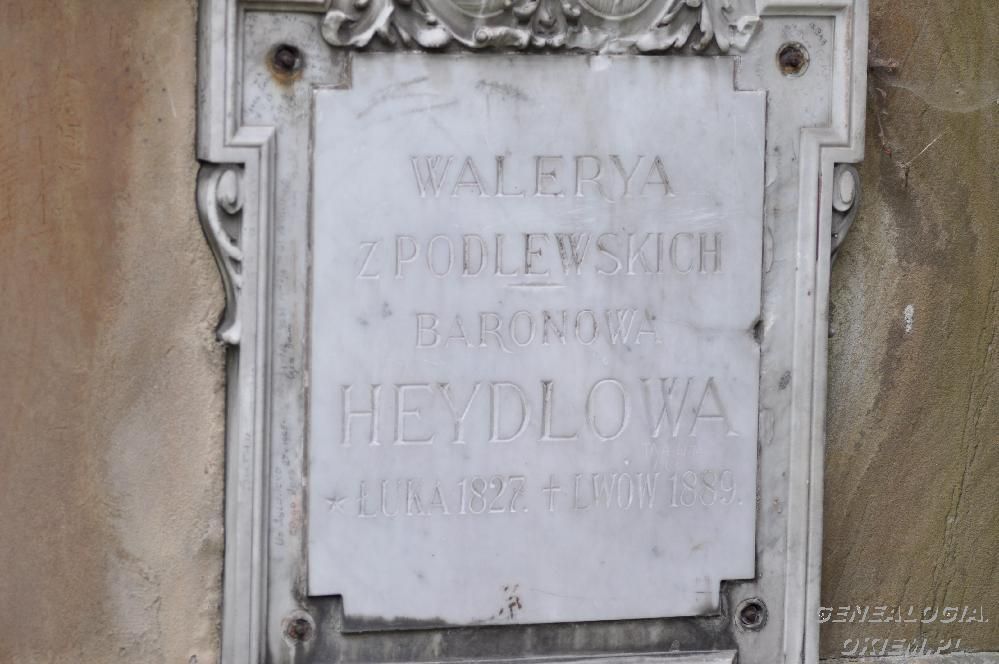 WALERYA
Z PODLEWSKICH
BARONOWA
HEYDLOWA
* ŁUKA 1827. † LWÓW 1889.
GENEALOGIA.
OKIEM.PL